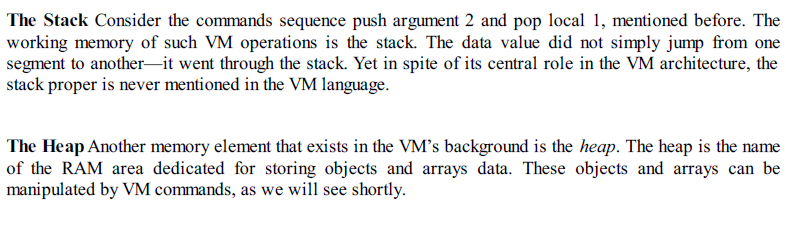 The Stack Consider the commands sequence push argument 2 and pop local 1, mentioned before. The
working memory of such VM operations is the stack. The data value did not simply jump from one
segment to another—it went through the stack. Yet in spite of its central role in the VM architecture, the
stack proper is never mentioned in the VM language.
The Heap Another memory element that exists in the VM's background is the heap. The heap is the name
of the RAM area dedicated for storing objects and arrays data. These objects and arrays can be
manipulated by VM commands, as we will see shortly.